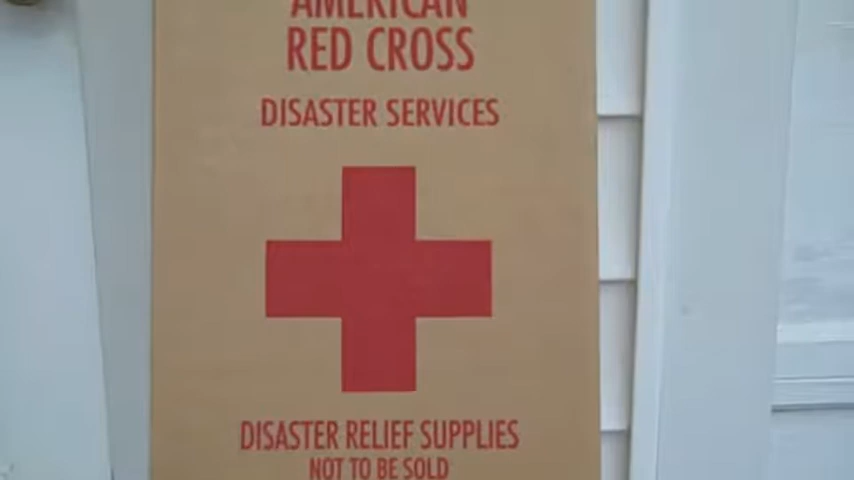 AMERICAN
RED CROSS
DISASTER SERVICES
DISASTER RELIEF SUPPLIES
NOT TO BE SOLD